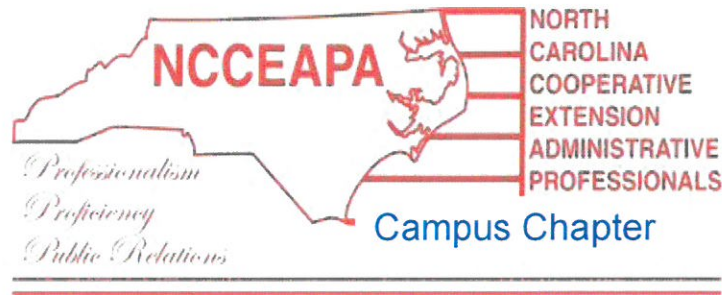 NCCEAPA
NORTH
CAROLINA
COOPERATIVE
EXTENSION
ADMINISTRATIVE
PROFESSIONALS
Professionalism
Proficiency
Public Relations
Campus Chapter